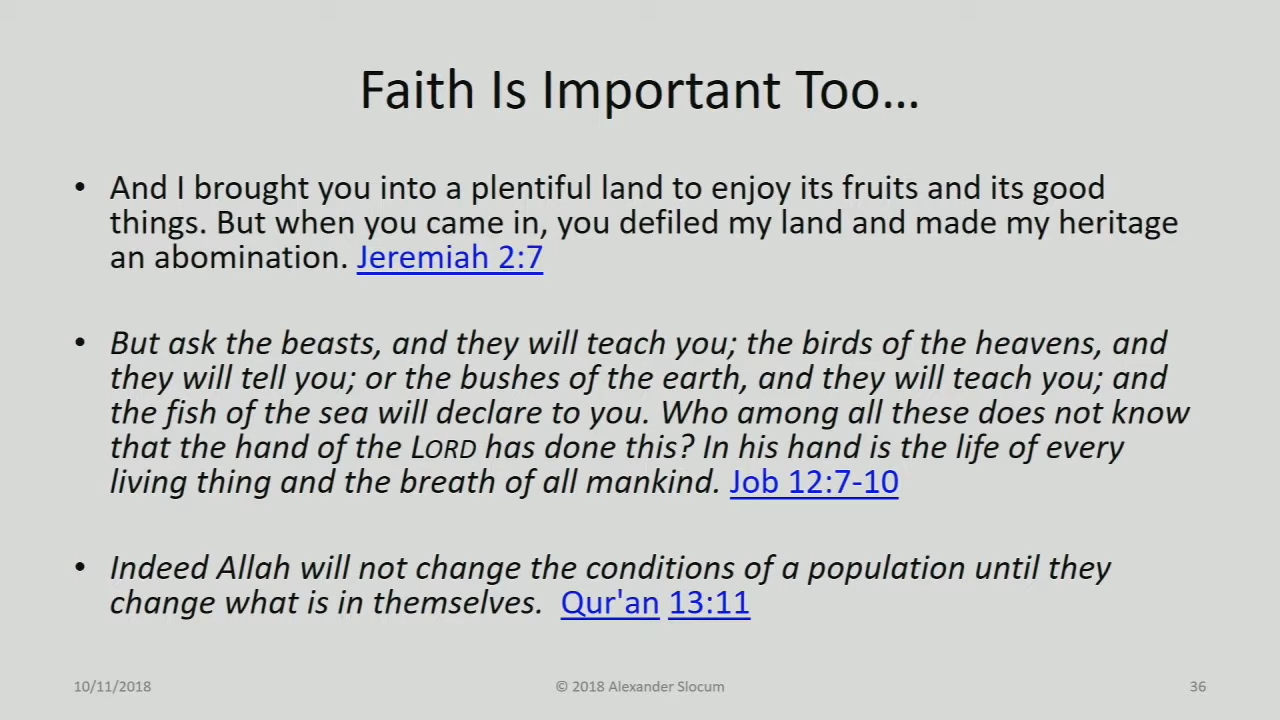 Faith Is Important Too…
• And I brought you into a plentiful land to enjoy its fruits and its good
things. But when you came in, you defiled my land and made my heritage
an abomination. Jeremiah 2:7
• But ask the beasts, and they will teach you; the birds of the heavens, and
they will tell you; or the bushes of the earth, and they will teach you; and
the fish of the sea will declare to you. Who among all these does not know
that the hand of the LORD has done this? In his hand is the life of every
living thing and the breath of all mankind. Job 12:7-10
• Indeed Allah will not change the conditions of a population until they
change what is in themselves. Qur'an 13:11
10/11/2018 © 2018 Alexander Slocum 36